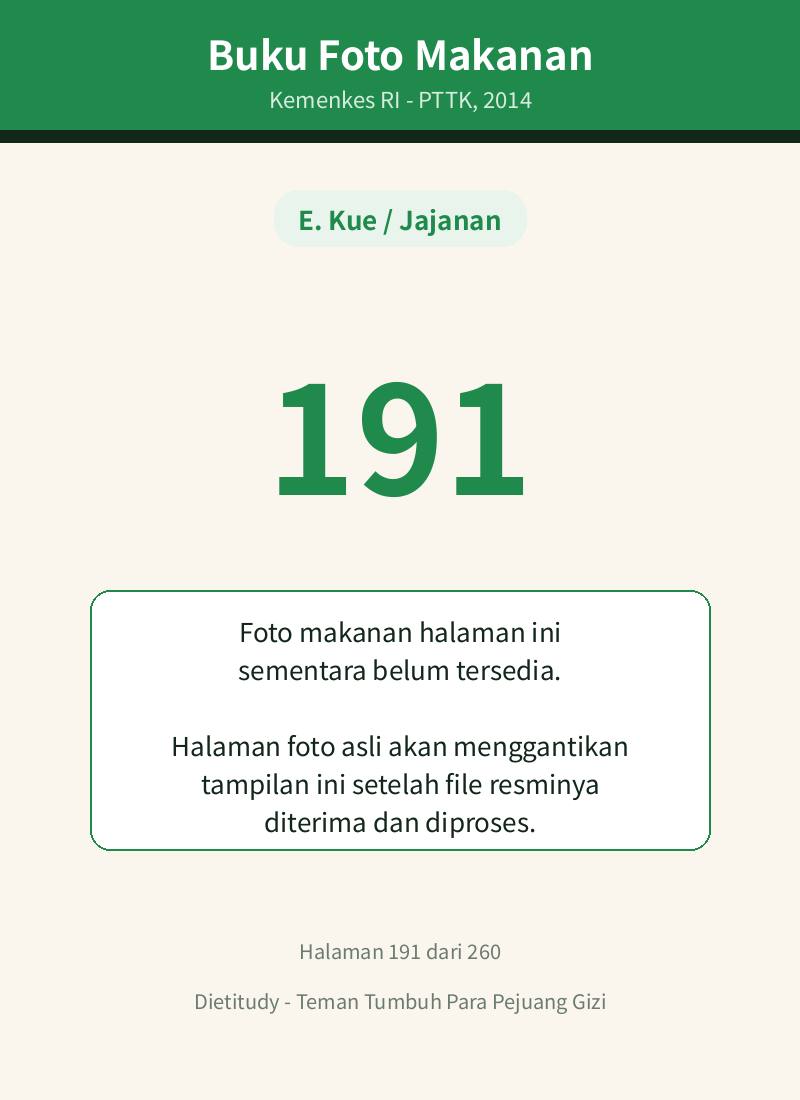 Buku Foto Makanan
Kemenkes RI - PTTK, 2014
E. Kue / Jajanan
191
Foto makanan halaman ini
sementara belum tersedia.
Halaman foto asli akan menggantikan
tampilan ini setelah file resminya
diterima dan diproses.
Halaman 191 dari 260
Dietitudy - Teman Tumbuh Para Pejuang Gizi